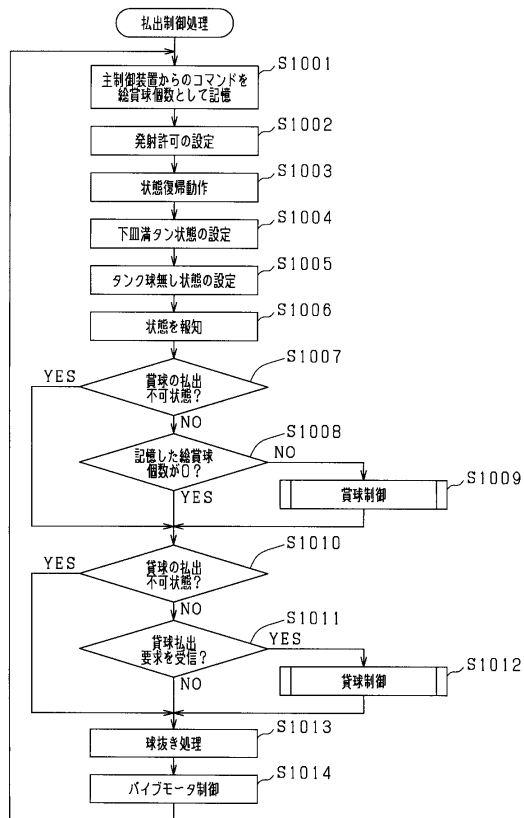 払出制御処理
主制御装置からのコマンドを
絵賞球個数として記憶
S1001
発射許可の設定
S1002
状態復帰動作
S1003
下皿満タン状態の設定
S1004
タンク球無し状態の設定
S1005
状態を報知
S1006
賞球の払出
不可状態?
S1007
YES
NO
記憶した絵賞球
個数が0?
S1008
NO
YES
賞球制御
S1009
貸球の払出
不可状態?
S1010
YES
NO
貸球払出
要求を受信?
S1011
YES
NO
貸球制御
S1012
球抜き処理
S1013
バイブモータ制御
S1014